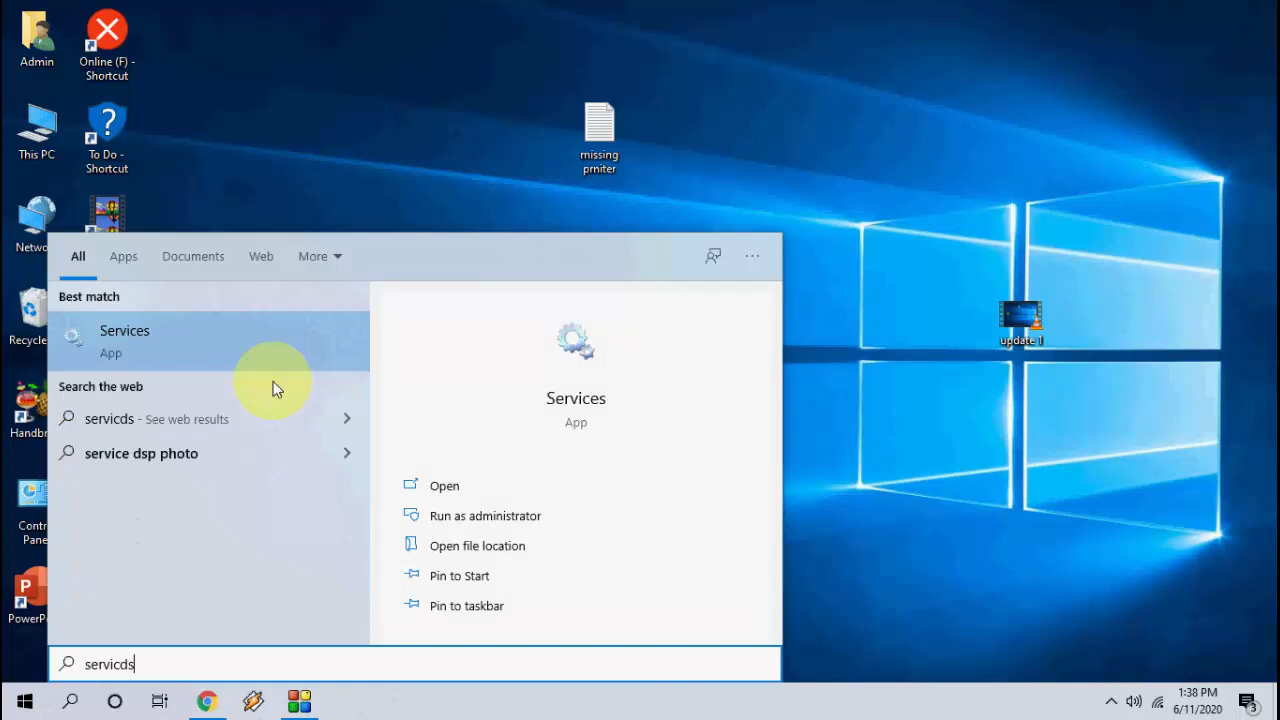 Admin
Online (F) -
Shortcut
This PC
To Do -
Shortcut
missing
prniter
Netwo
Recycle
Handbr
Contr
Pane
PowerPo
update 1
All
Apps
Documents
Web
More
Best match
Services
App
Search the web
servicds - See web results
service dsp photo
Services
App
Open
Run as administrator
Open file location
Pin to Start
Pin to taskbar
servicds
1:38 PM
6/11/2020
3